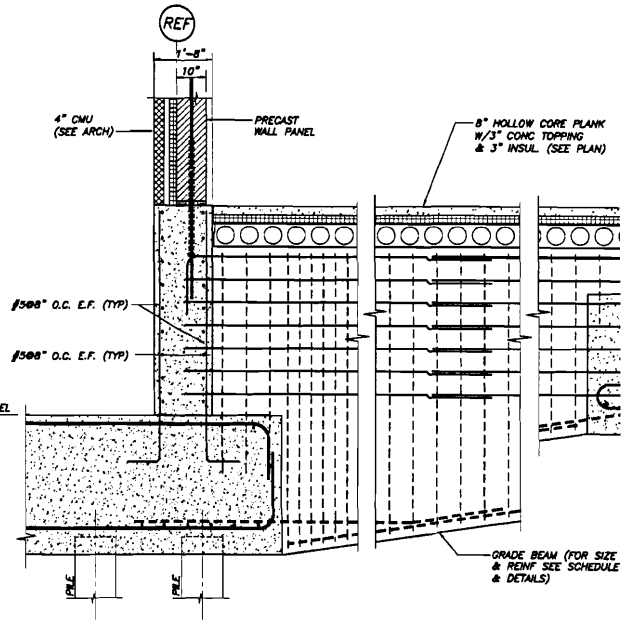 REF
1'-8"
10"
4" CMU
(SEE ARCH)
PRECAST
WALL PANEL
8" HOLLOW CORE PLANK
W/3" CONC TOPPING
& 3" INSUL. (SEE PLAN)
#5@8" O.C. E.F. (TYP)
#5@8" O.C. E.F. (TYP)
EL
GRADE BEAM (FOR SIZE
& REINF SEE SCHEDULE
& DETAILS)
PILE
PILE